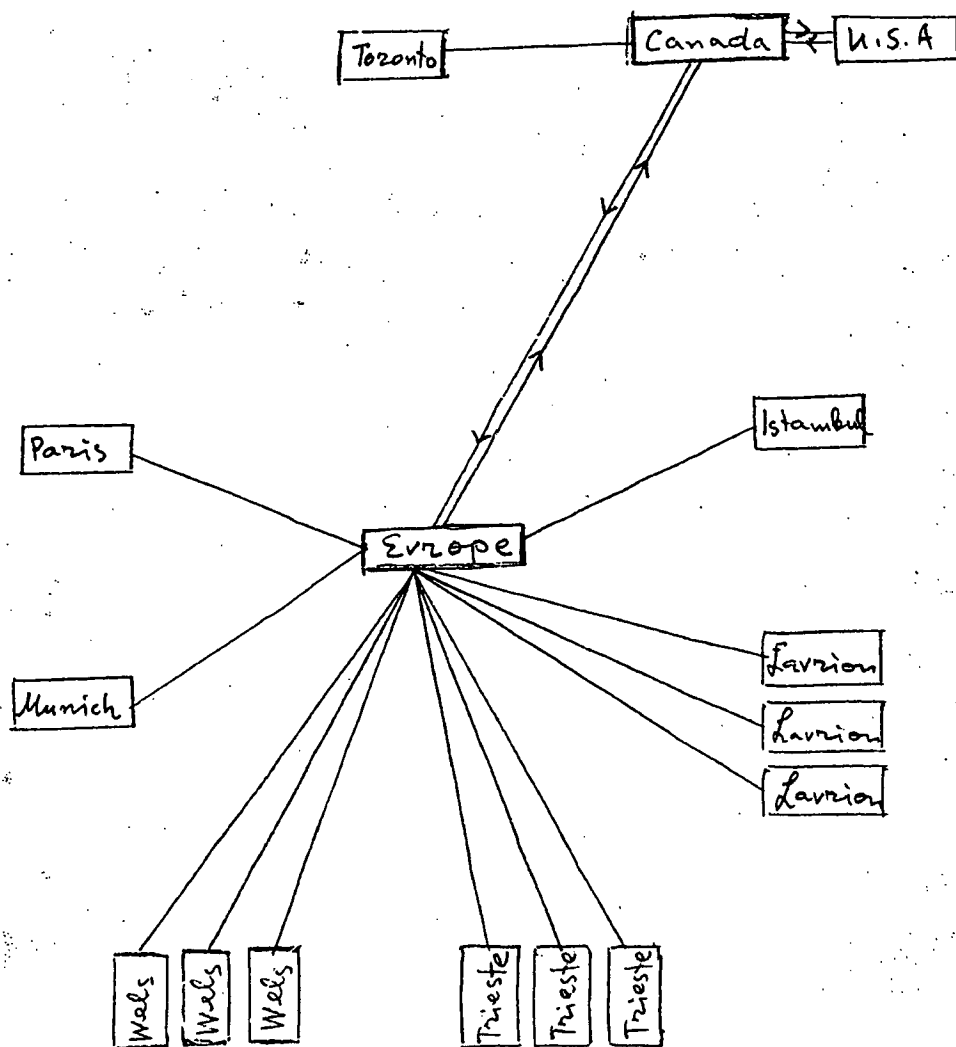 Toronto
Canada
U.S.A
Paris
Istambul
Evrope
Munich
Lavrion
Lavrion
Lavrion
Wels
Wels
Wels
Trieste
Trieste
Trieste